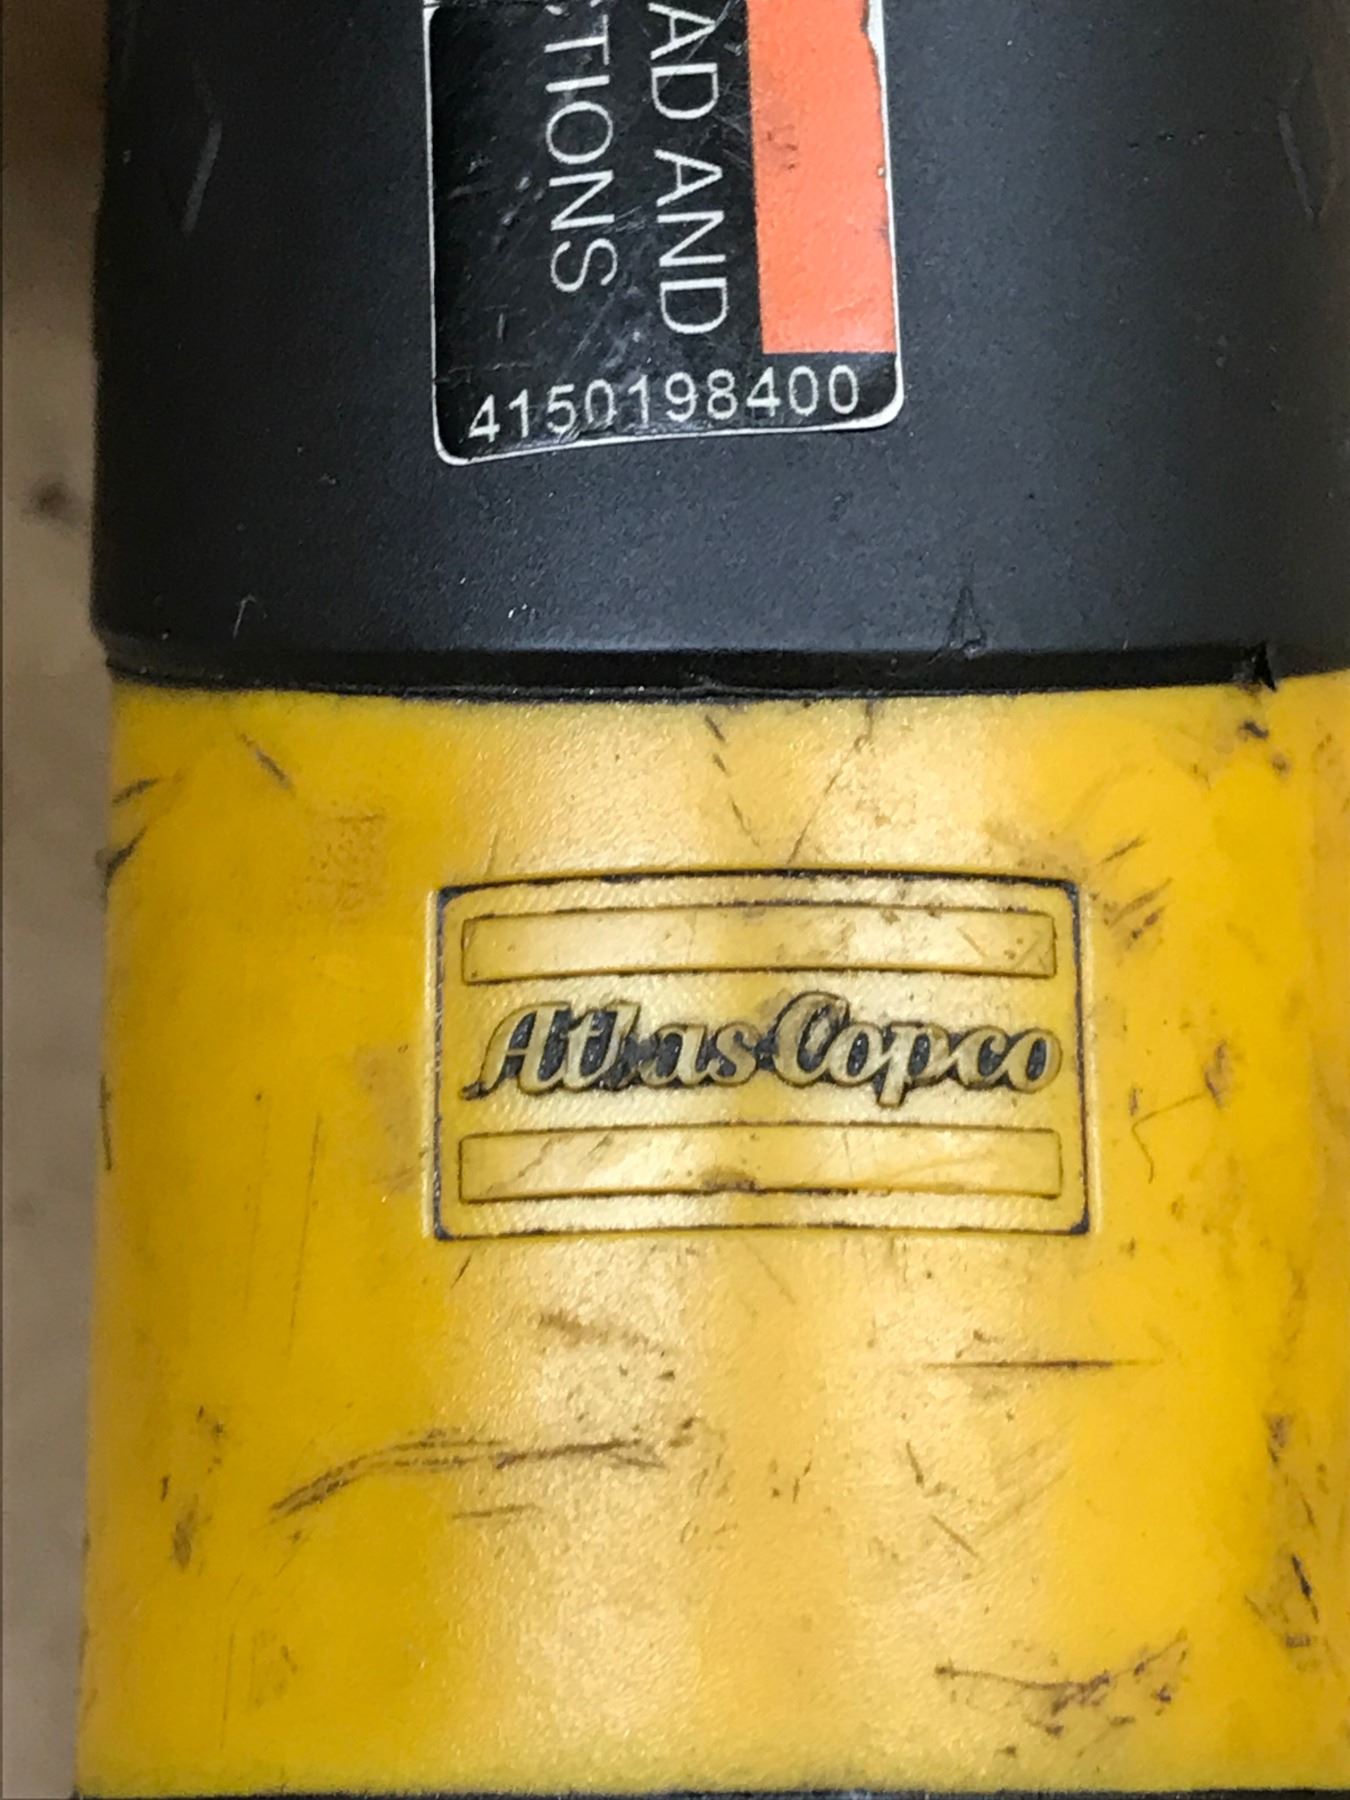 AD AND
TIONS
4150198400
Atlas Copco